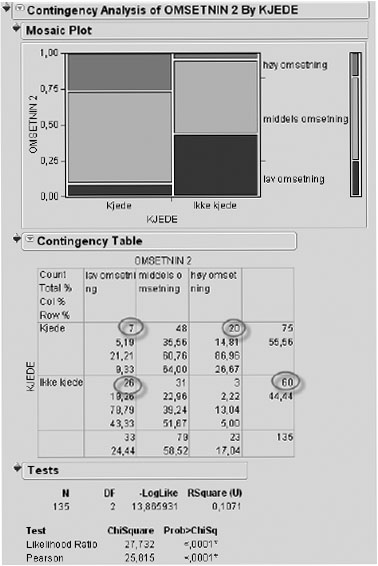 Contingency Analysis of OMSETNIN 2 By KJEDE
Mosaic Plot
1,00
0,75
0,50
0,25
0,00
OMSETNIN 2
høy omsetning
middels omsetning
lav omsetning
Kjede
Ikke kjede
KJEDE
Contingency Table
OMSETNIN 2
Count
Total %
Col %
Row %
lav omsetni
ng
middels o
msetning
høy omset
ning
KJEDE
Kjede 7 48 20 75
5,19 35,56 14,81 55,56
21,21 60,76 86,96
9,33 64,00 26,67
Ikke kjede 26 31 3 60
19,26 22,96 2,22 44,44
78,79 39,24 13,04
43,33 51,67 5,00
33 79 23 135
24,44 58,52 17,04
Tests
N DF -LogLike RSquare (U)
135 2 13,865931 0,1071
Test ChiSquare Prob>ChiSq
Likelihood Ratio 27,732 <,0001*
Pearson 25,815 <,0001*